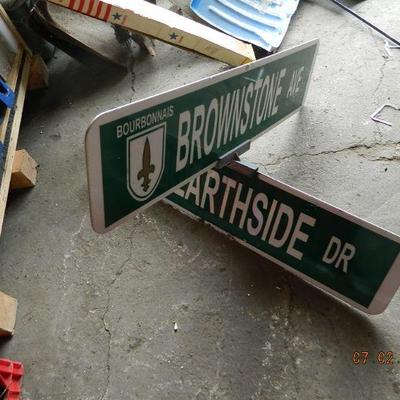 BOURBONNAIS
BROWNSTONE AVE
EARTHSIDE DR
07.02.